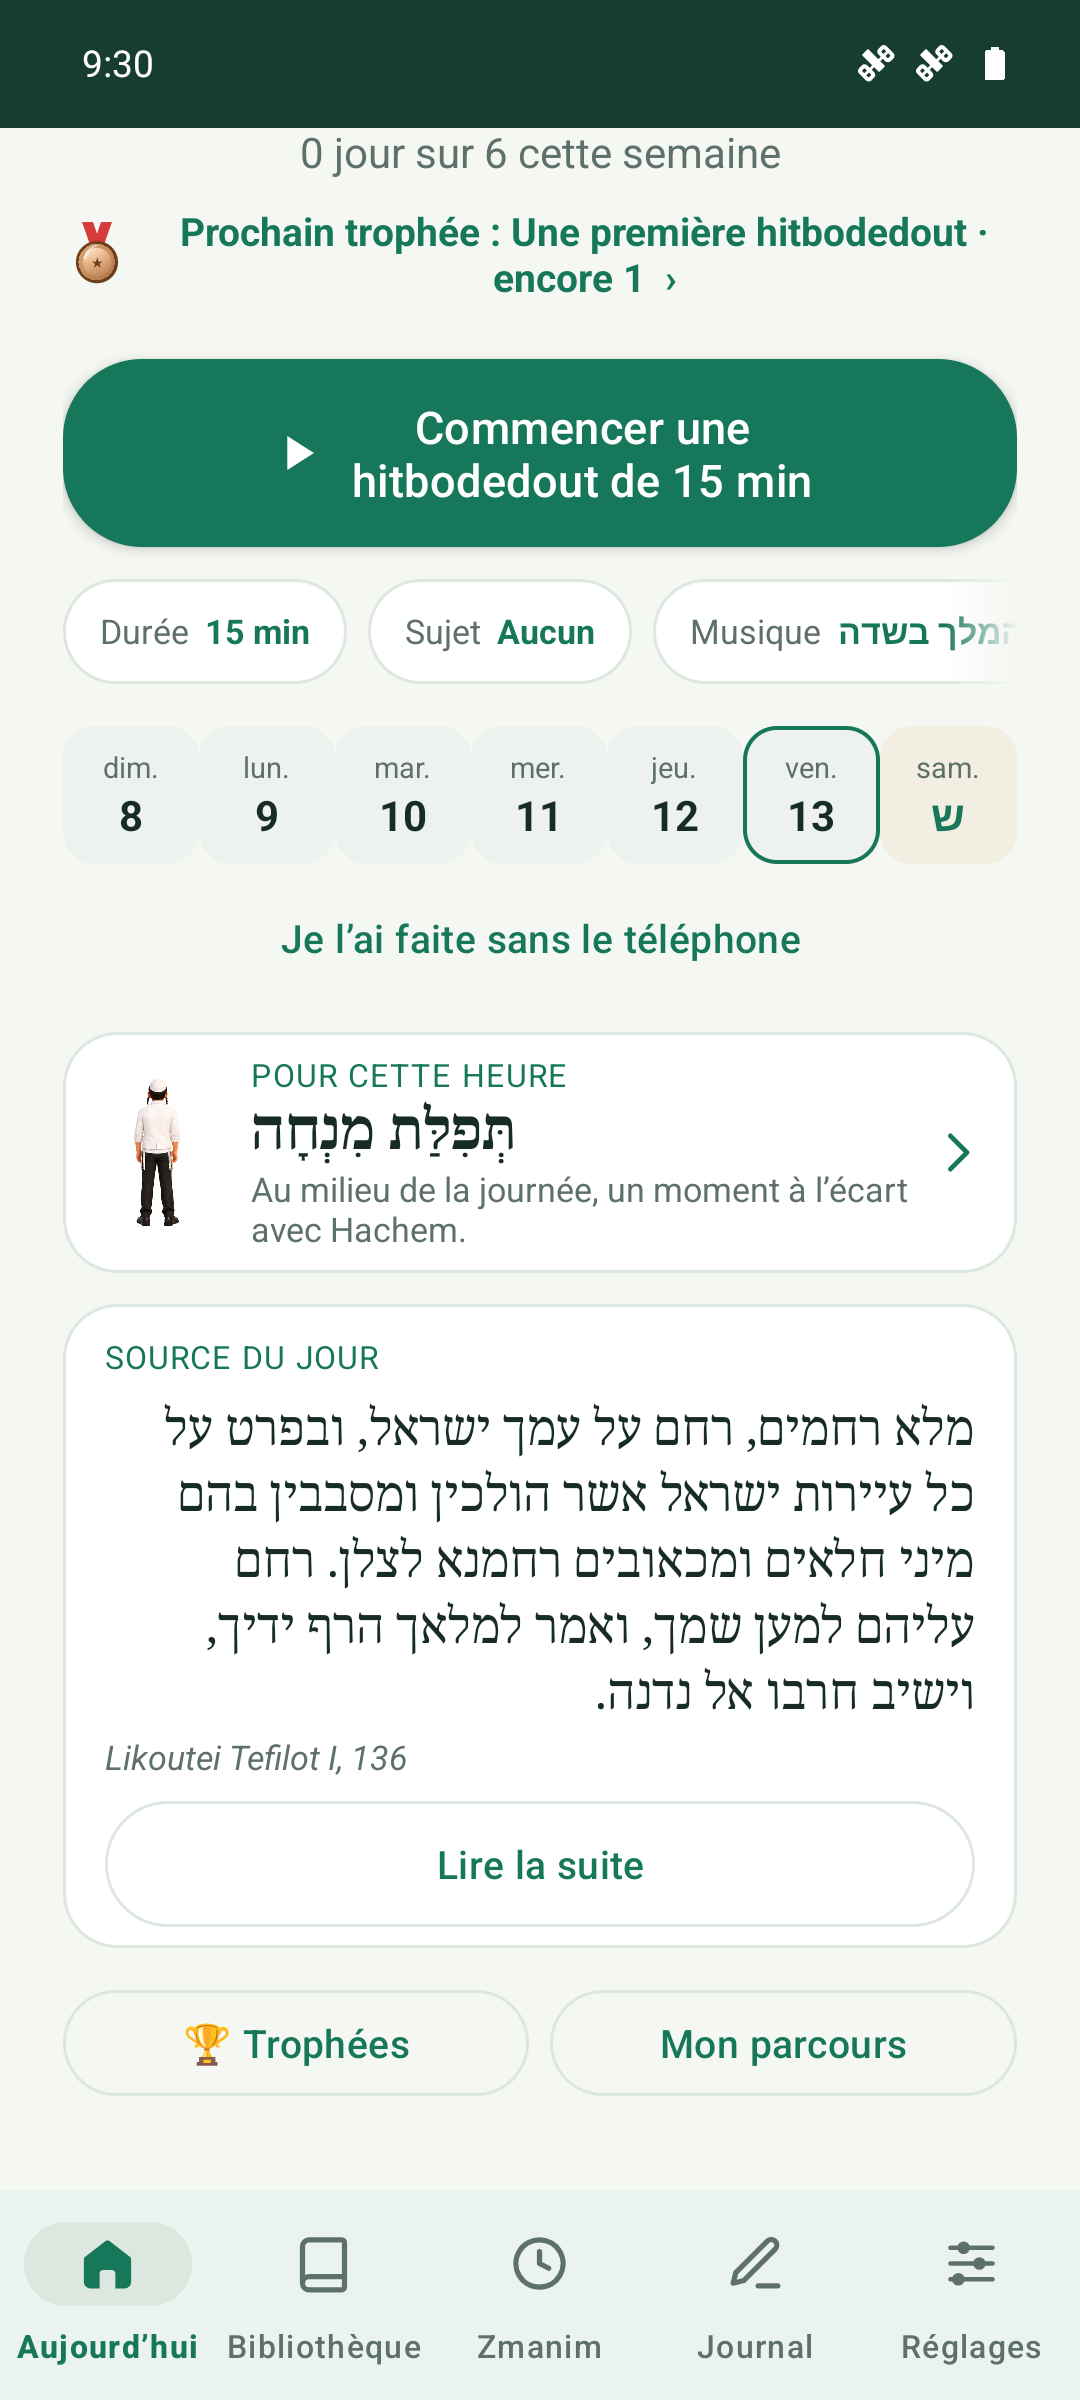 9:30
0 jour sur 6 cette semaine
Prochain trophée : Une première hitbodedout ·
encore 1 ›
Commencer une
hitbodedout de 15 min
Durée 15 min
Sujet Aucun
Musique המלך בשדה
dim. lun. mar. mer. jeu. ven. sam.
8 9 10 11 12 13 ש
Je l’ai faite sans le téléphone
POUR CETTE HEURE
תְּפִלַּת מִנְחָה
Au milieu de la journée, un moment à l’écart
avec Hachem.
SOURCE DU JOUR
מלא רחמים, רחם על עמך ישראל, ובפרט על
כל עיירות ישראל אשר הולכין ומסבבין בהם
מיני חלאים ומכאובים רחמנא לצלן. רחם
עליהם למען שמך, ואמר למלאך הרף ידיך,
וישיב חרבו אל נדנה.
Likoutei Tefilot I, 136
Lire la suite
🏆 Trophées
Mon parcours
Aujourd’hui Bibliothèque Zmanim Journal Réglages